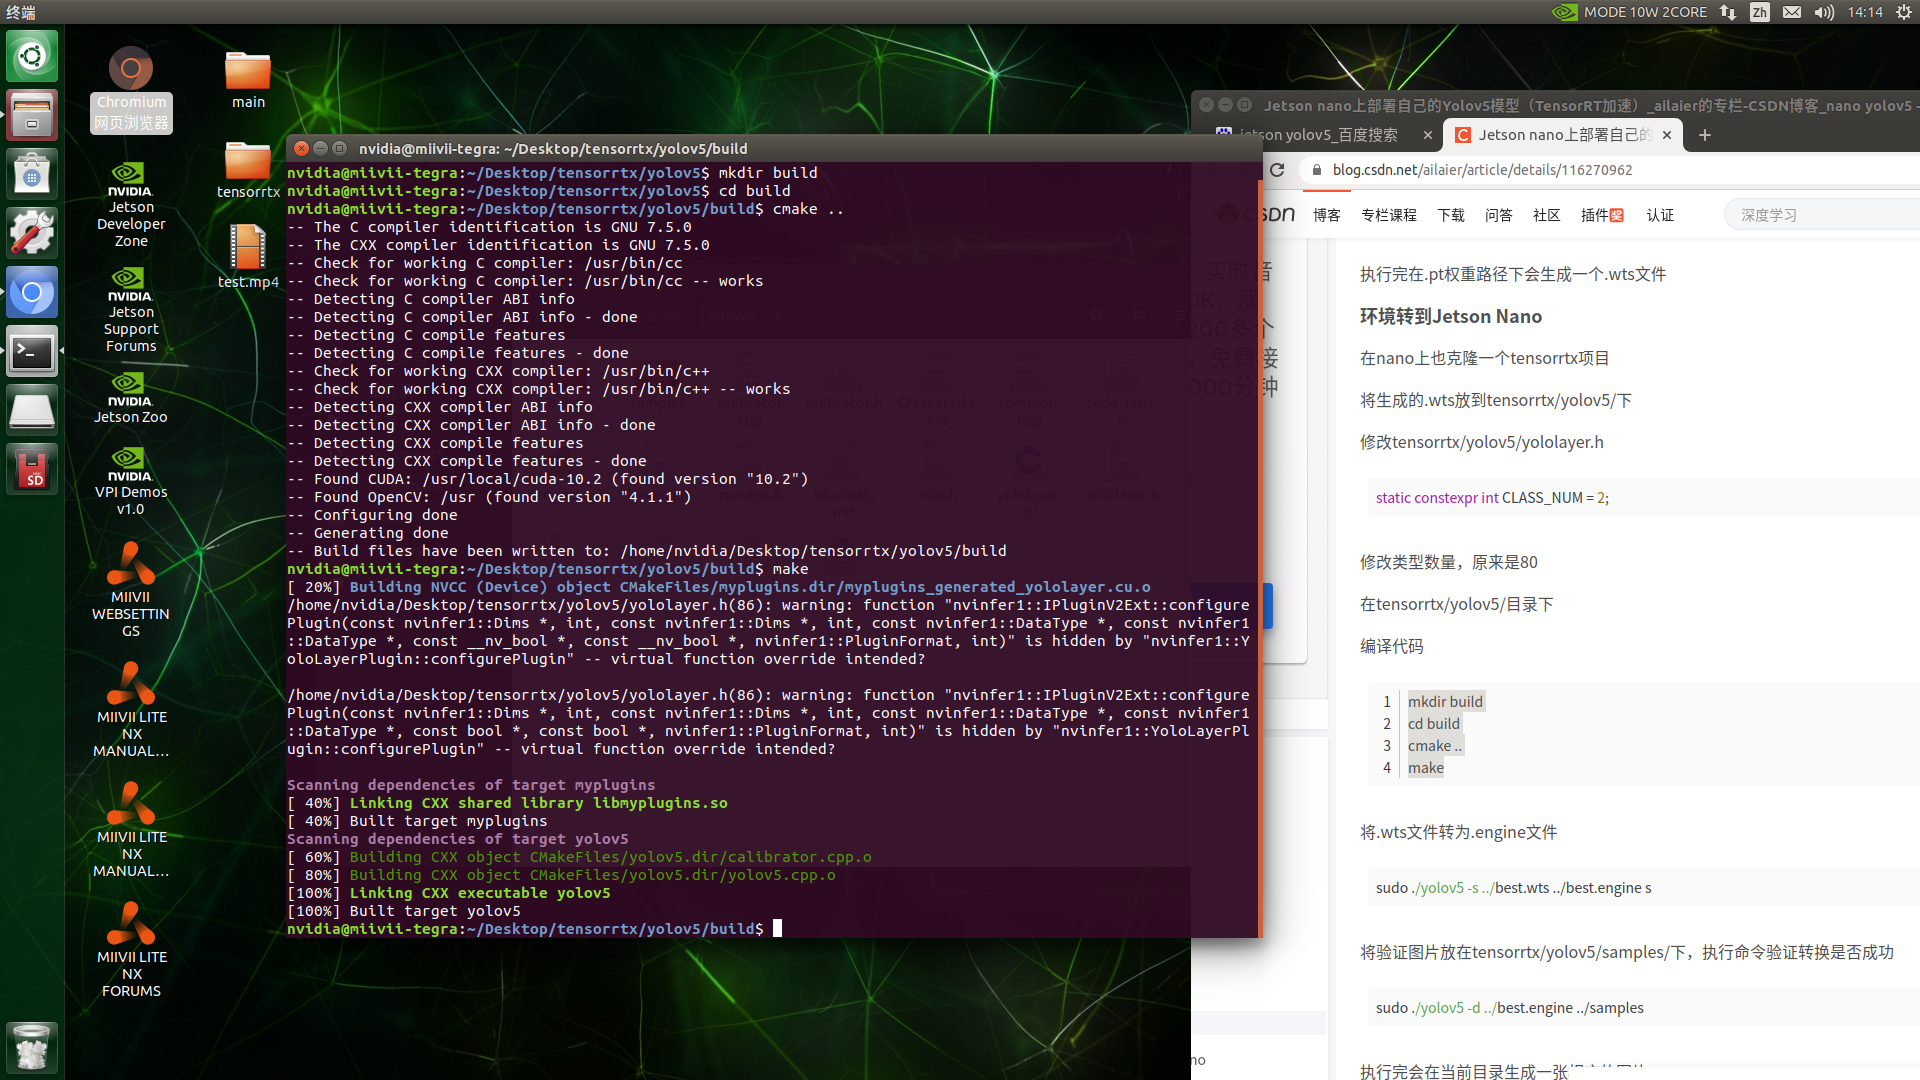 终端
MODE 10W 2CORE
Zh
14:14
Chromium
网页浏览器
main
NVIDIA
Jetson
Developer
Zone
tensorrtx
NVIDIA
Jetson
Support
Forums
test.mp4
NVIDIA
Jetson Zoo
NVIDIA
VPI Demos
v1.0
MIIVII
WEBSETTIN
GS
MIIVII LITE
NX
MANUAL...
MIIVII LITE
NX
MANUAL...
MIIVII LITE
NX
FORUMS
SD
nvidia@miivii-tegra: ~/Desktop/tensorrtx/yolov5/build
nvidia@miivii-tegra:~/Desktop/tensorrtx/yolov5$ mkdir build
nvidia@miivii-tegra:~/Desktop/tensorrtx/yolov5$ cd build
nvidia@miivii-tegra:~/Desktop/tensorrtx/yolov5/build$ cmake ..
-- The C compiler identification is GNU 7.5.0
-- The CXX compiler identification is GNU 7.5.0
-- Check for working C compiler: /usr/bin/cc
-- Check for working C compiler: /usr/bin/cc -- works
-- Detecting C compiler ABI info
-- Detecting C compiler ABI info - done
-- Detecting C compile features
-- Detecting C compile features - done
-- Check for working CXX compiler: /usr/bin/c++
-- Check for working CXX compiler: /usr/bin/c++ -- works
-- Detecting CXX compiler ABI info
-- Detecting CXX compiler ABI info - done
-- Detecting CXX compile features
-- Detecting CXX compile features - done
-- Found CUDA: /usr/local/cuda-10.2 (found version "10.2")
-- Found OpenCV: /usr (found version "4.1.1")
-- Configuring done
-- Generating done
-- Build files have been written to: /home/nvidia/Desktop/tensorrtx/yolov5/build
nvidia@miivii-tegra:~/Desktop/tensorrtx/yolov5/build$ make
[ 20%] Building NVCC (Device) object CMakeFiles/myplugins.dir/myplugins_generated_yololayer.cu.o
/home/nvidia/Desktop/tensorrtx/yolov5/yololayer.h(86): warning: function "nvinfer1::IPluginV2Ext::configure
Plugin(const nvinfer1::Dims *, int, const nvinfer1::Dims *, int, const nvinfer1::DataType *, const nvinfer1
::DataType *, const __nv_bool *, const __nv_bool *, nvinfer1::PluginFormat, int)" is hidden by "nvinfer1::Y
oloLayerPlugin::configurePlugin" -- virtual function override intended?
/home/nvidia/Desktop/tensorrtx/yolov5/yololayer.h(86): warning: function "nvinfer1::IPluginV2Ext::configure
Plugin(const nvinfer1::Dims *, int, const nvinfer1::Dims *, int, const nvinfer1::DataType *, const nvinfer1
::DataType *, const bool *, const bool *, nvinfer1::PluginFormat, int)" is hidden by "nvinfer1::YoloLayerPl
ugin::configurePlugin" -- virtual function override intended?
Scanning dependencies of target myplugins
[ 40%] Linking CXX shared library libmyplugins.so
[ 40%] Built target myplugins
Scanning dependencies of target yolov5
[ 60%] Building CXX object CMakeFiles/yolov5.dir/calibrator.cpp.o
[ 80%] Building CXX object CMakeFiles/yolov5.dir/yolov5.cpp.o
[100%] Linking CXX executable yolov5
[100%] Built target yolov5
nvidia@miivii-tegra:~/Desktop/tensorrtx/yolov5/build$
Jetson nano上部署自己的Yolov5模型（TensorRT加速）_ailaier的专栏-CSDN博客_nano yolov5 -
jetson yolov5_百度搜索
Jetson nano上部署自己的
blog.csdn.net/ailaier/article/details/116270962
CSDN 博客 专栏课程 下载 问答 社区 插件 奖 认证 深度学习
实时音
DK，服
200多个
，免费接
000分钟
执行完在.pt权重路径下会生成一个.wts文件
环境转到Jetson Nano
在nano上也克隆一个tensorrtx项目
将生成的.wts放到tensorrtx/yolov5/下
修改tensorrtx/yolov5/yololayer.h
static constexpr int CLASS_NUM = 2;
修改类型数量，原来是80
在tensorrtx/yolov5/目录下
编译代码
1 mkdir build
2 cd build
3 cmake ..
4 make
将.wts文件转为.engine文件
sudo ./yolov5 -s ../best.wts ../best.engine s
将验证图片放在tensorrtx/yolov5/samples/下，执行命令验证转换是否成功
sudo ./yolov5 -d ../best.engine ../samples
no
执行完会在当前目录生成一张